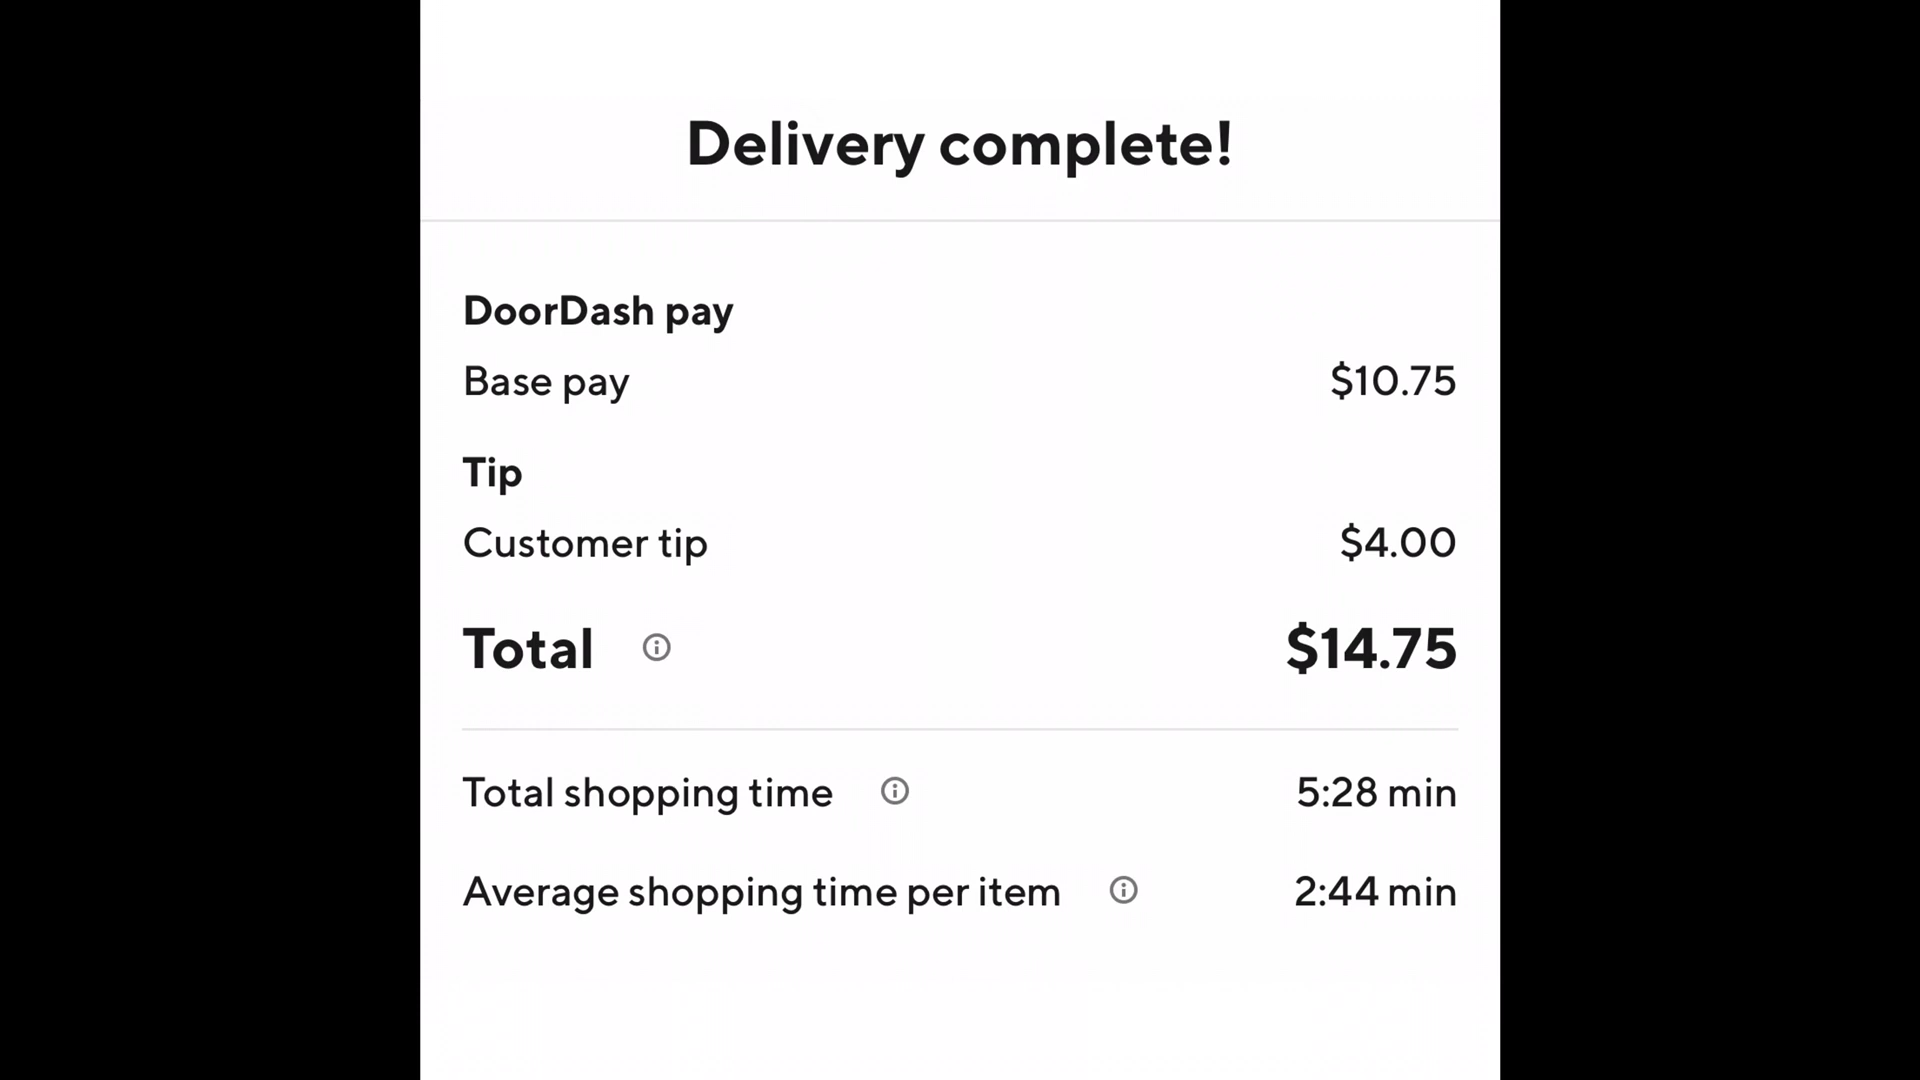 Delivery complete!
DoorDash pay
Base pay $10.75
Tip
Customer tip $4.00
Total $14.75
Total shopping time 5:28 min
Average shopping time per item 2:44 min